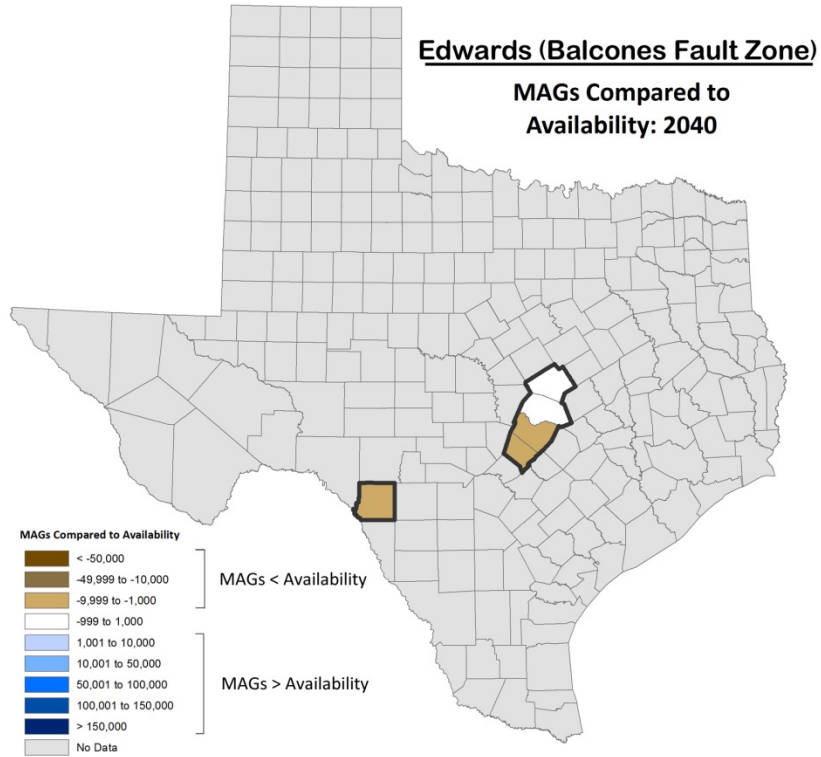 Edwards (Balcones Fault Zone)
MAGs Compared to
Availability: 2040
MAGs Compared to Availability
< -50,000
-49,999 to -10,000
-9,999 to -1,000
-999 to 1,000
1,001 to 10,000
10,001 to 50,000
50,001 to 100,000
100,001 to 150,000
> 150,000
No Data
MAGs < Availability
MAGs > Availability